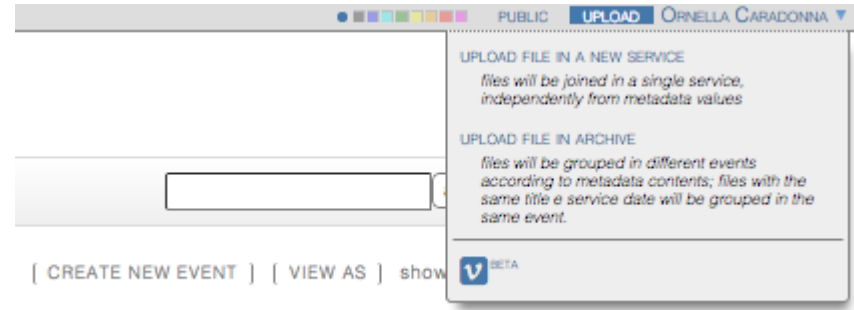 PUBLIC UPLOAD ORNELLA CARADONNA
UPLOAD FILE IN A NEW SERVICE
files will be joined in a single service,
independently from metadata values
UPLOAD FILE IN ARCHIVE
files will be grouped in different events
according to metadata contents; files with the
same title e service date will be grouped in the
same event.
[ CREATE NEW EVENT ] [ VIEW AS ] show
BETA